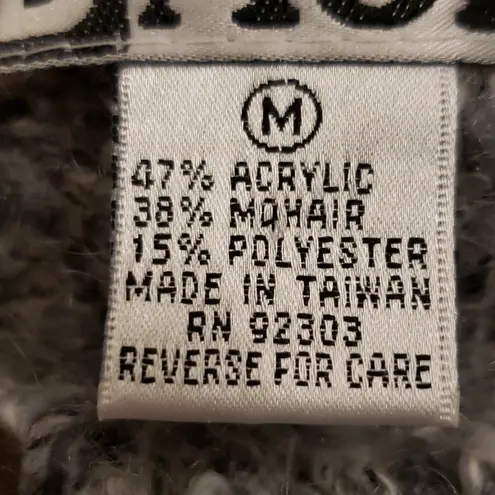 M
47% ACRYLIC
38% MOHAIR
15% POLYESTER
MADE IN TAIWAN
RN 92303
REVERSE FOR CARE